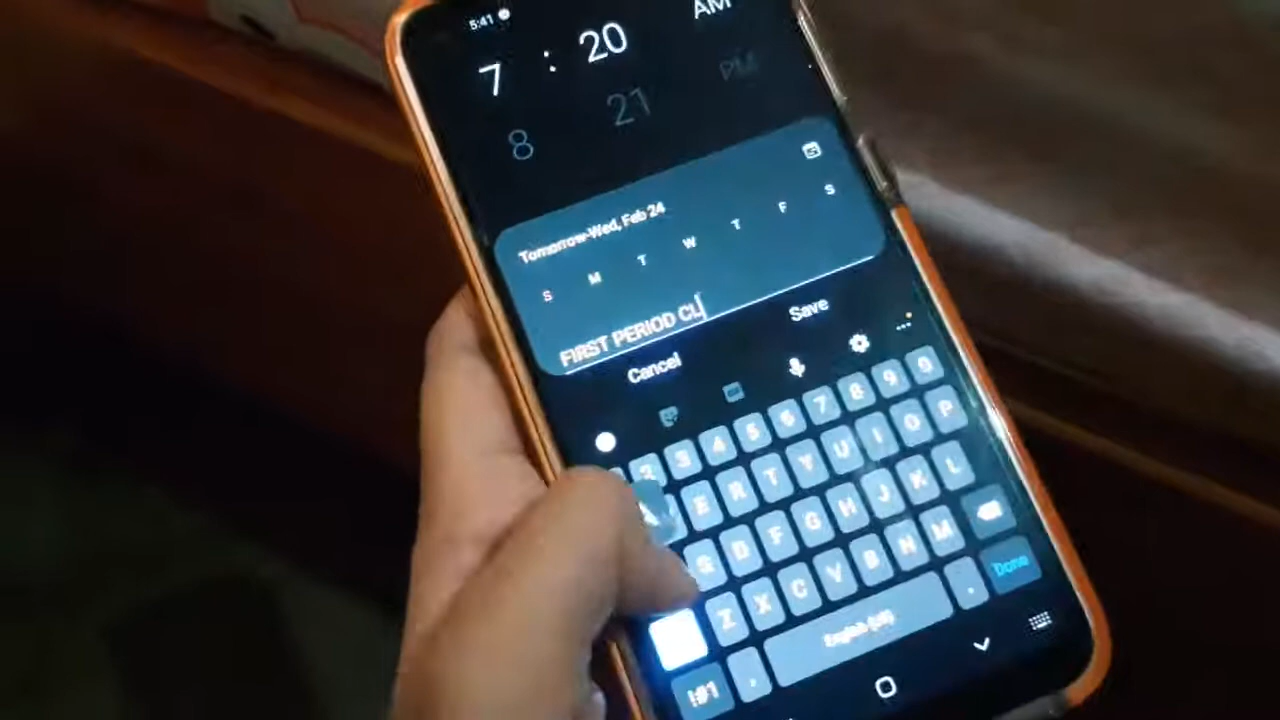 5:41
AM
7 : 20
PM
8 21
Tomorrow-Wed, Feb 24
S M T W T F S
FIRST PERIOD CL
Cancel Save
2 3 4 5 6 7 8 9 0
E R T Y U I O P
A
S D F G H J K L
Z X C V B N M
!#1 , English (US) . Done